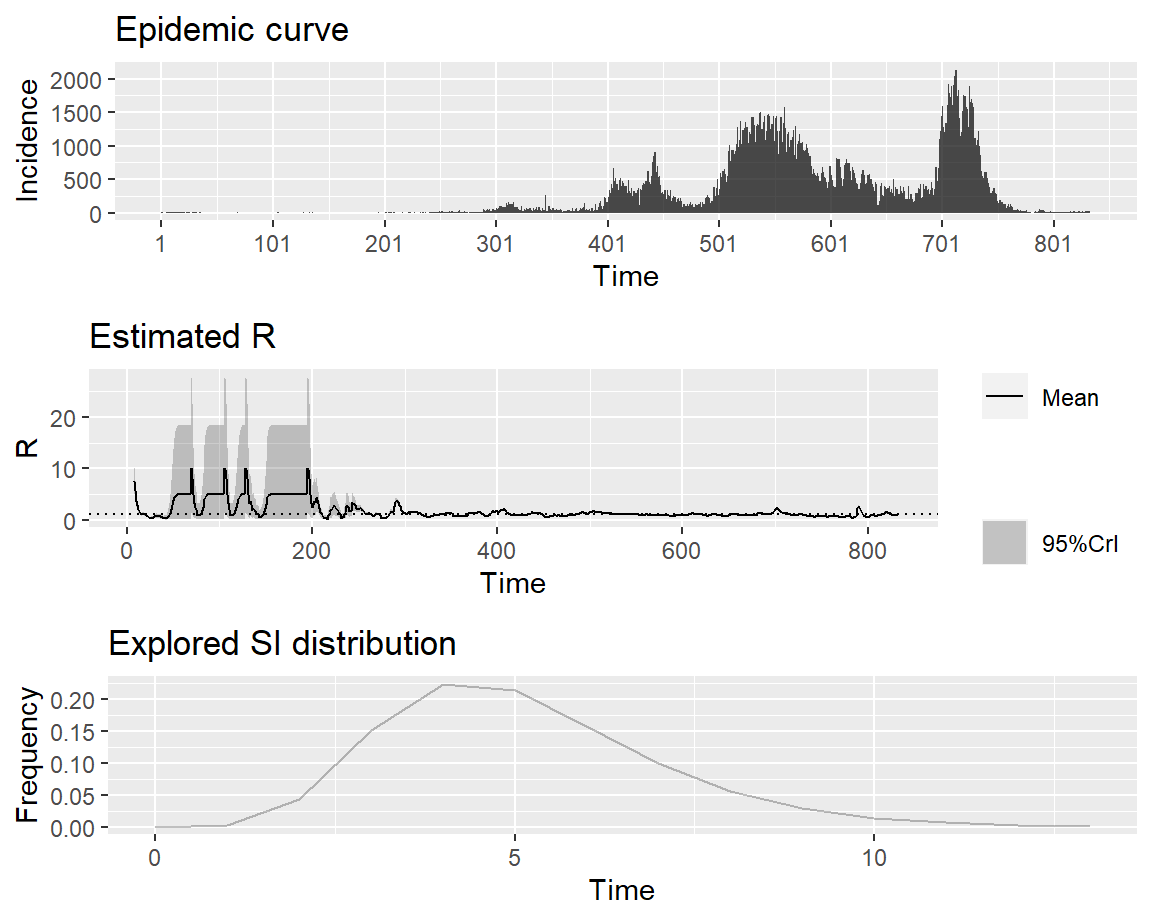 Epidemic curve
2000
1500
1000
500
0
Incidence
1 101 201 301 401 501 601 701 801
Time
Estimated R
20
10
0
R
0 200 400 600 800
Time
Mean
95%CrI
Explored SI distribution
0.20
0.15
0.10
0.05
0.00
Frequency
0 5 10
Time